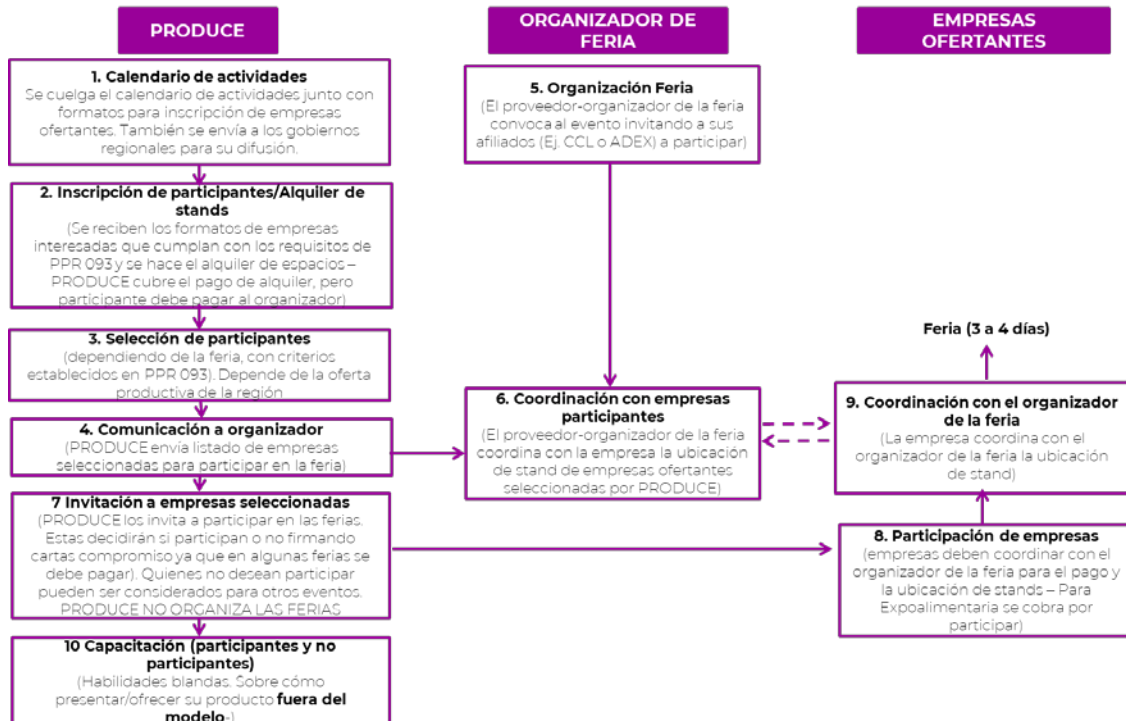 PRODUCE
1. Calendario de actividades
Se cuelga el calendario de actividades junto con
formatos para inscripción de empresas
ofertantes. También se envía a los gobiernos
regionales para su difusión.
2. Inscripción de participantes/Alquiler de
stands
(Se reciben los formatos de empresas
interesadas que cumplan con los requisitos de
PPR 093 y se hace el alquiler de espacios –
PRODUCE cubre el pago de alquiler, pero
participante debe pagar al organizador)
3. Selección de participantes
(dependiendo de la feria, con criterios
establecidos en PPR 093). Depende de la oferta
productiva de la región
4. Comunicación a organizador
(PRODUCE envía listado de empresas
seleccionadas para participar en la feria)
7 Invitación a empresas seleccionadas
(PRODUCE los invita a participar en las ferias.
Estas decidirán si participan o no firmando
cartas compromiso ya que en algunas ferias se
debe pagar). Quienes no desean participar
pueden ser considerados para otros eventos.
PRODUCE NO ORGANIZA LAS FERIAS
10 Capacitación (participantes y no
participantes)
(Habilidades blandas. Sobre cómo
presentar/ofrecer su producto fuera del
modelo-)
ORGANIZADOR DE
FERIA
5. Organización Feria
(El proveedor-organizador de la feria
convoca al evento invitando a sus
afiliados (Ej. CCL o ADEX) a participar)
6. Coordinación con empresas
participantes
(El proveedor-organizador de la feria
coordina con la empresa la ubicación
de stand de empresas ofertantes
seleccionadas por PRODUCE)
EMPRESAS
OFERTANTES
Feria (3 a 4 días)
9. Coordinación con el organizador
de la feria
(La empresa coordina con el
organizador de la feria la ubicación
de stand)
8. Participación de empresas
(empresas deben coordinar con el
organizador de la feria para el pago y
la ubicación de stands – Para
Expoalimentaria se cobra por
participar)